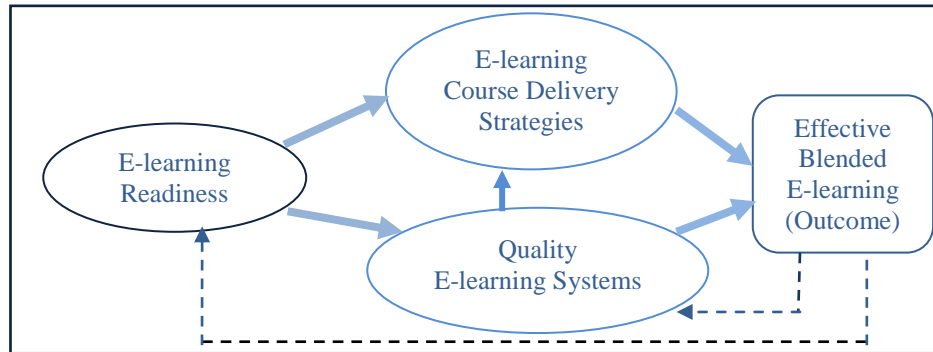 E-learning
Readiness
E-learning
Course Delivery
Strategies
Quality
E-learning Systems
Effective
Blended
E-learning
(Outcome)